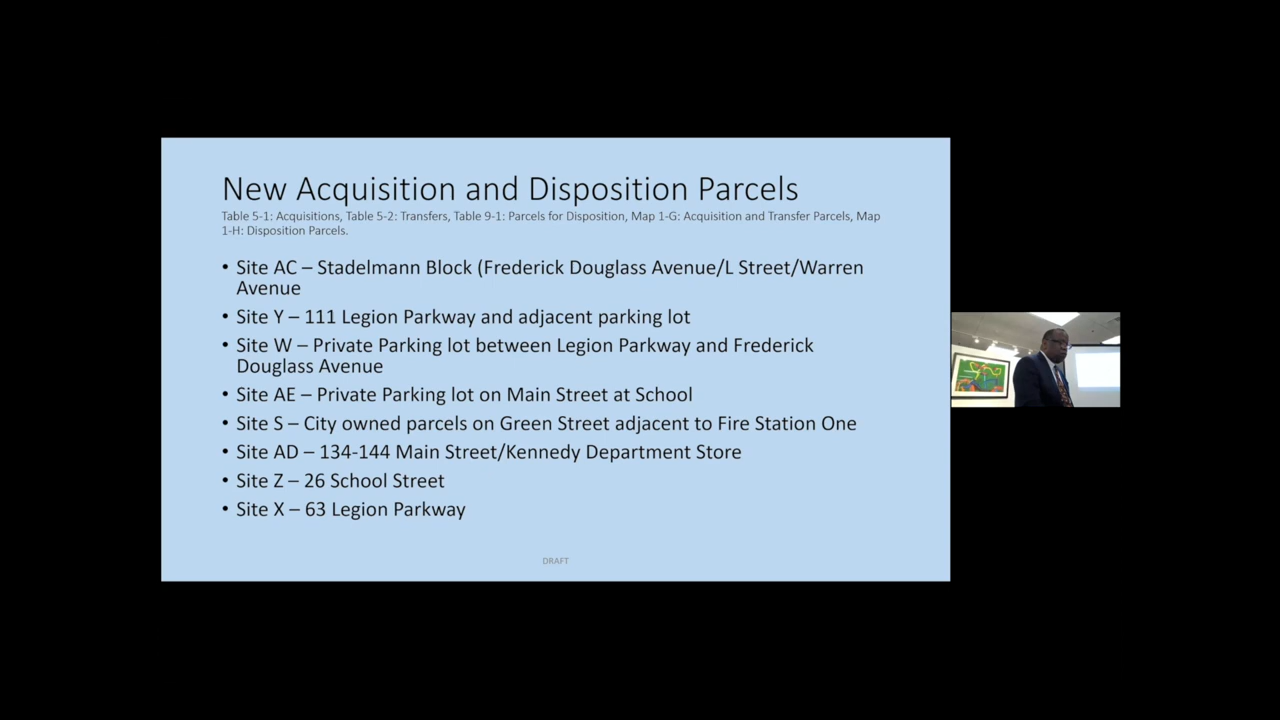 New Acquisition and Disposition Parcels
Table 5-1: Acquisitions, Table 5-2: Transfers, Table 9-1: Parcels for Disposition, Map 1-G: Acquisition and Transfer Parcels, Map
1-H: Disposition Parcels.
• Site AC – Stadelmann Block (Frederick Douglass Avenue/L Street/Warren
Avenue
• Site Y – 111 Legion Parkway and adjacent parking lot
• Site W – Private Parking lot between Legion Parkway and Frederick
Douglass Avenue
• Site AE – Private Parking lot on Main Street at School
• Site S – City owned parcels on Green Street adjacent to Fire Station One
• Site AD – 134-144 Main Street/Kennedy Department Store
• Site Z – 26 School Street
• Site X – 63 Legion Parkway
DRAFT